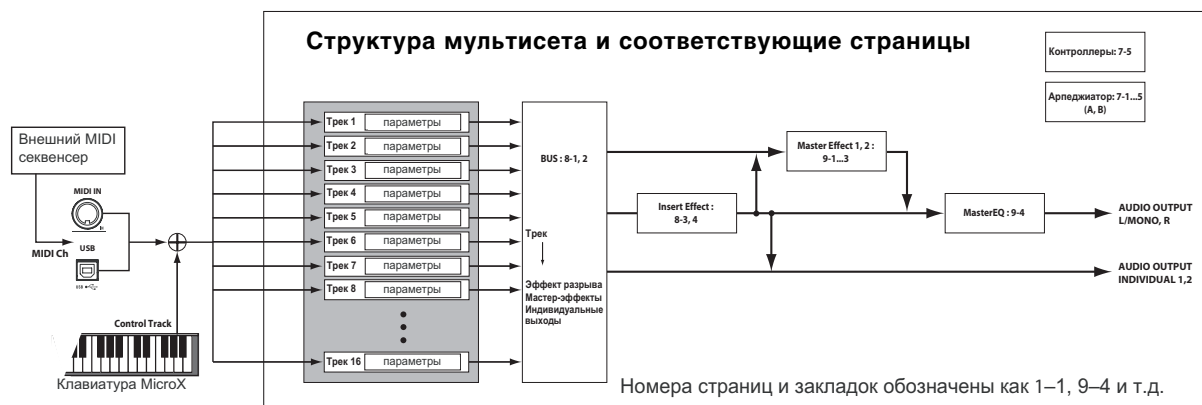 Структура мультисета и соответствующие страницы
Контроллеры: 7-5
Арпеджиатор: 7-1...5
(A, B)
Внешний MIDI
секвенсер
MIDI IN
MIDI Ch
USB
Control Track
Клавиатура MicroX
Трек 1 параметры
Трек 2 параметры
Трек 3 параметры
Трек 4 параметры
Трек 5 параметры
Трек 6 параметры
Трек 7 параметры
Трек 8 параметры
Трек 16 параметры
BUS : 8-1, 2
Трек
Эффект разрыва
Мастер-эффекты
Индивидуальные
выходы
Insert Effect :
8-3, 4
Master Effect 1, 2 :
9-1...3
MasterEQ : 9-4
AUDIO OUTPUT
L/MONO, R
AUDIO OUTPUT
INDIVIDUAL 1,2
Номера страниц и закладок обозначены как 1–1, 9–4 и т.д.